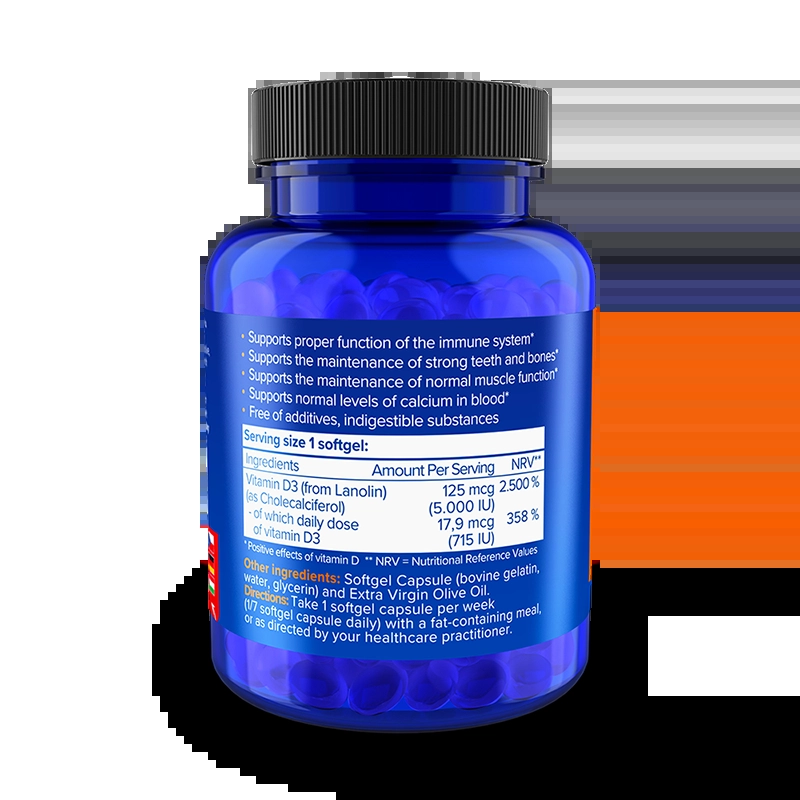 • Supports proper function of the immune system*
• Supports the maintenance of strong teeth and bones*
• Supports the maintenance of normal muscle function*
• Supports normal levels of calcium in blood*
• Free of additives, indigestible substances
Serving size 1 softgel:
Ingredients Amount Per Serving NRV**
Vitamin D3 (from Lanolin) 125 mcg 2.500 %
(as Cholecalciferol) (5.000 IU)
- of which daily dose 17,9 mcg 358 %
of vitamin D3 (715 IU)
*Positive effects of vitamin D ** NRV = Nutritional Reference Values
Other ingredients: Softgel Capsule (bovine gelatin,
water, glycerin) and Extra Virgin Olive Oil.
Directions: Take 1 softgel capsule per week
(1/7 softgel capsule daily) with a fat-containing meal,
or as directed by your healthcare practitioner.